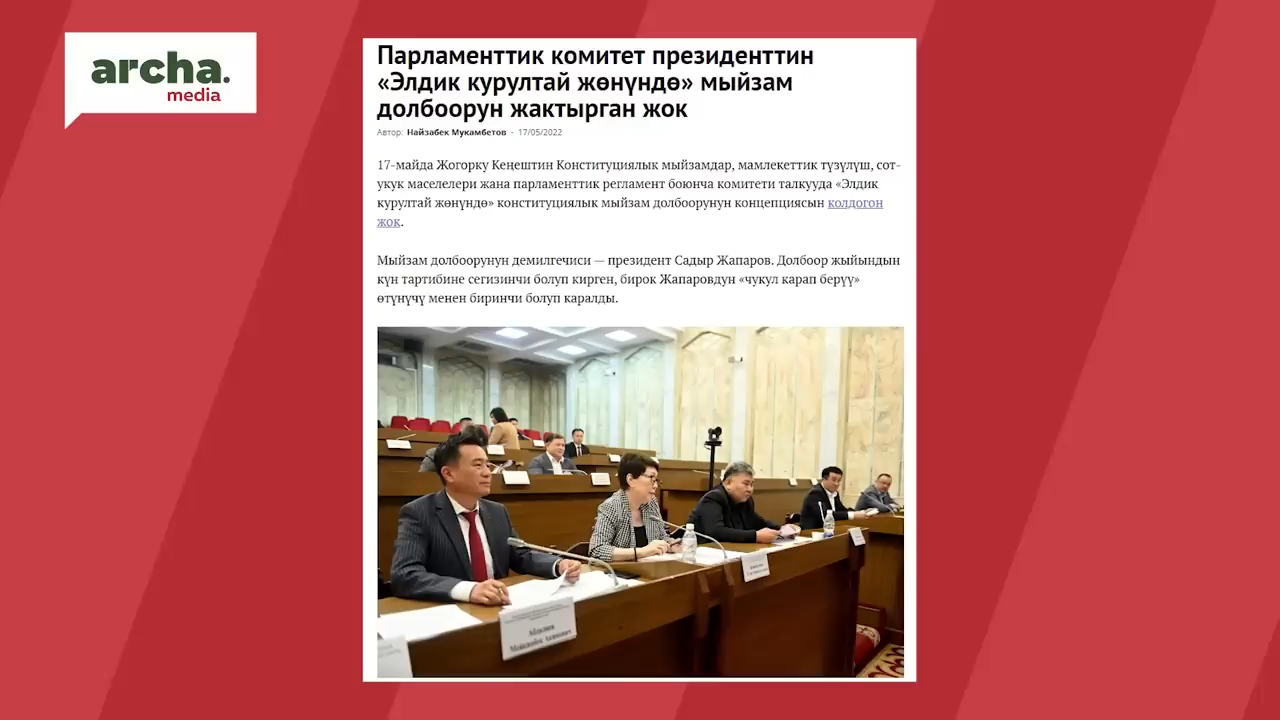 archa.
media
Парламенттик комитет президенттин
«Элдик курултай жөнүндө» мыйзам
долбоорун жактырган жок
Автор: Найзабек Мукамбетов - 17/05/2022
17-майда Жогорку Кеңештин Конституциялык мыйзамдар, мамлекеттик түзүлүш, сот-
укук маселелери жана парламенттик регламент боюнча комитети талкууда «Элдик
курултай жөнүндө» конституциялык мыйзам долбоорунун концепциясын колдогон
жок.
Мыйзам долбоорунун демилгечиси — президент Садыр Жапаров. Долбоор жыйындын
күн тартибине сегизинчи болуп кирген, бирок Жапаровдун «чукул карап берүү»
өтүнүчү менен биринчи болуп каралды.